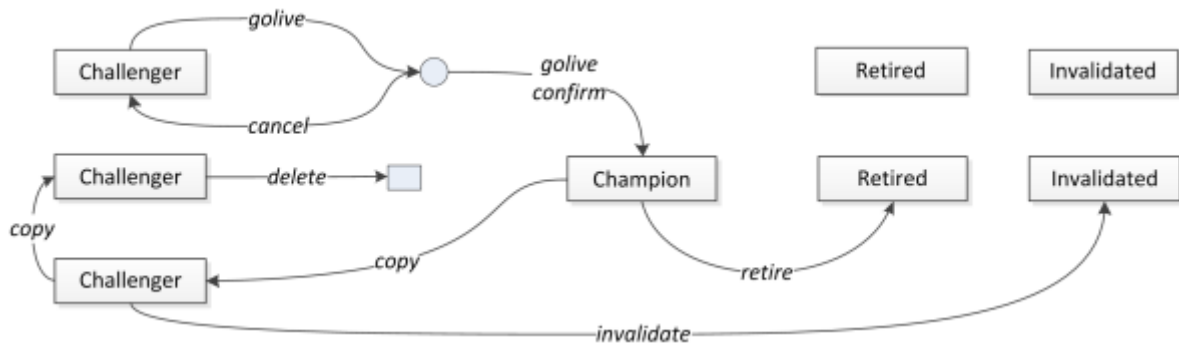 golive
Challenger
golive
confirm
Retired
Invalidated
cancel
Challenger
delete
Champion
Retired
Invalidated
copy
Challenger
copy
retire
invalidate